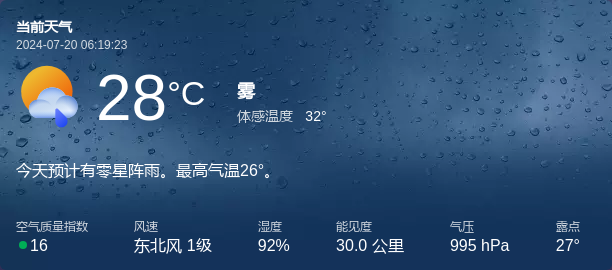 当前天气
2024-07-20 06:19:23
28°C
雾
体感温度 32°
今天预计有零星阵雨。最高气温26°。
空气质量指数 风速 湿度 能见度 气压 露点
16 东北风 1级 92% 30.0 公里 995 hPa 27°